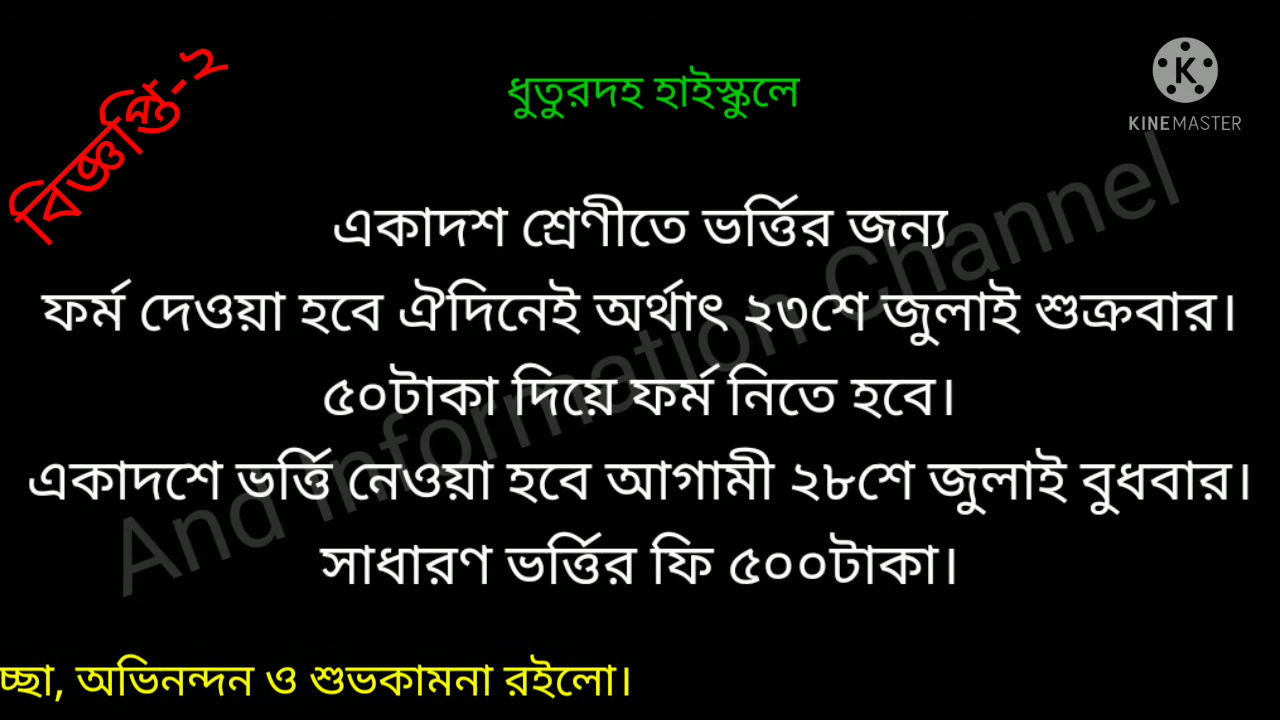 বিজ্ঞপ্তি-২
ধুতুরদহ হাইস্কুলে
KINEMASTER
একাদশ শ্রেণীতে ভর্ত্তির জন্য
ফর্ম দেওয়া হবে ঐদিনেই অর্থাৎ ২৩শে জুলাই শুক্রবার।
৫০টাকা দিয়ে ফর্ম নিতে হবে।
একাদশে ভর্ত্তি নেওয়া হবে আগামী ২৮শে জুলাই বুধবার।
সাধারণ ভর্ত্তির ফি ৫০০টাকা।
And Information Channel
চ্ছা, অভিনন্দন ও শুভকামনা রইলো।